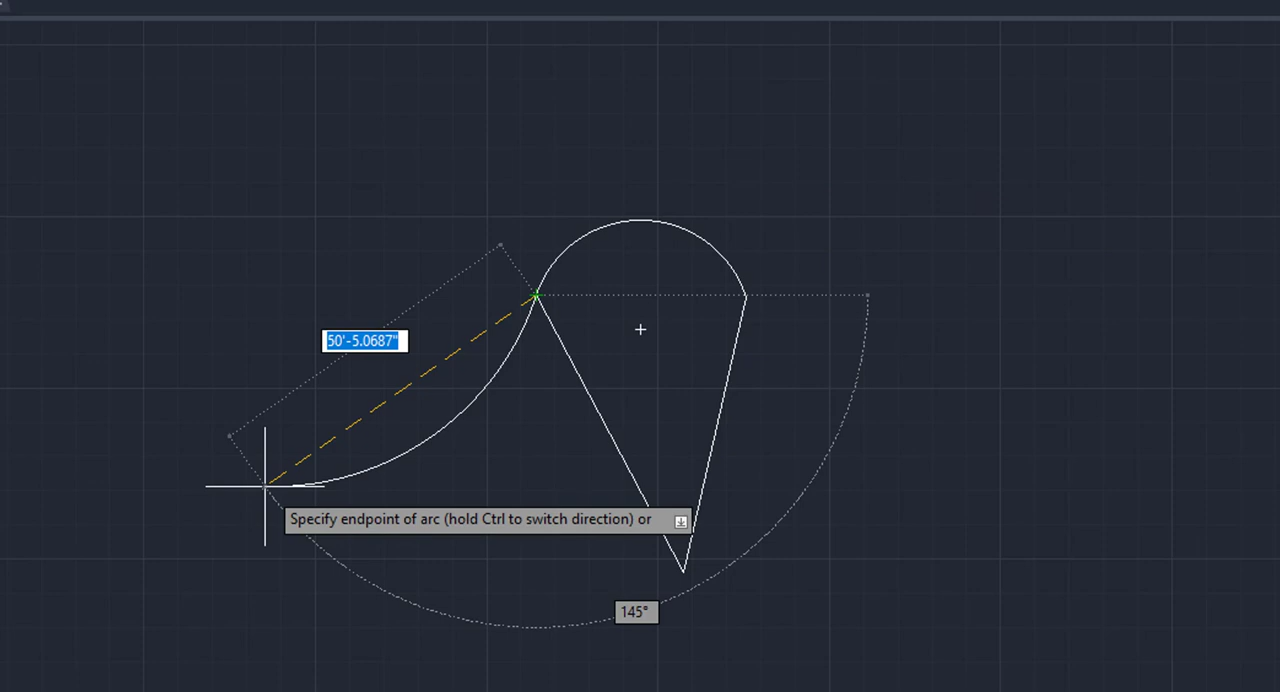 50'-5.0687"
Specify endpoint of arc (hold Ctrl to switch direction) or
145°